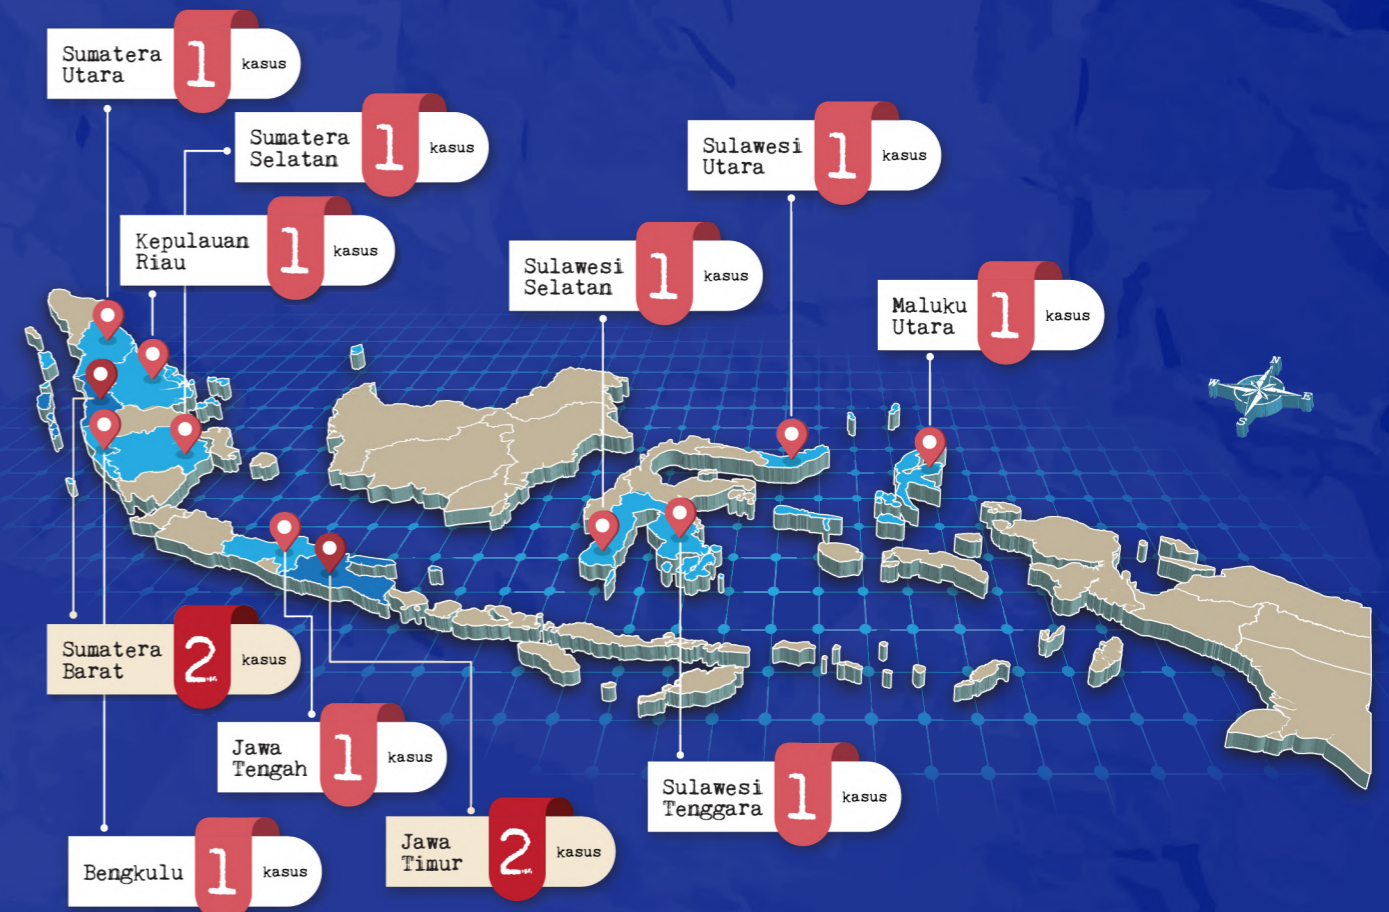 Sumatera
Utara
1
kasus
Sumatera
Selatan
1
kasus
Kepulauan
Riau
1
kasus
Sulawesi
Utara
1
kasus
Sulawesi
Selatan
1
kasus
Maluku
Utara
1
kasus
N
W
E
S
Sumatera
Barat
2
kasus
Jawa
Tengah
1
kasus
Sulawesi
Tenggara
1
kasus
Jawa
Timur
2
kasus
Bengkulu
1
kasus